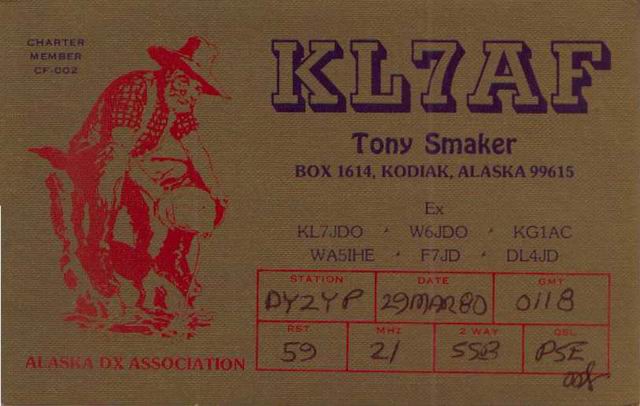 CHARTER
MEMBER
CF-002
KL7AF
Tony Smaker
BOX 1614, KODIAK, ALASKA 99615
Ex
KL7JDO · W6JDO · KG1AC
WA5IHE · F7JD · DL4JD
STATION DATE GMT
PY2YP 29MAR80 0118
RST MHZ 2 WAY QSL
59 21 SSB PSE
ALASKA DX ASSOCIATION